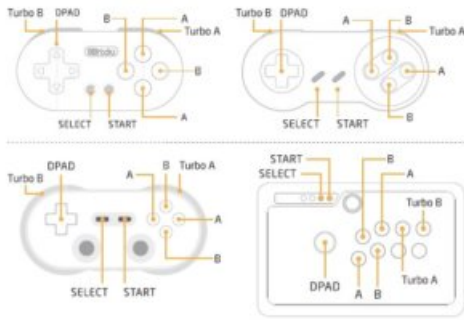 Turbo B DPAD B A Turbo A
B
A
SELECT START
Turbo B DPAD A B Turbo A
A
B
SELECT START
DPAD B Turbo A
Turbo B A
A
B
SELECT START
START B
SELECT A
Turbo B
Turbo A
DPAD A B